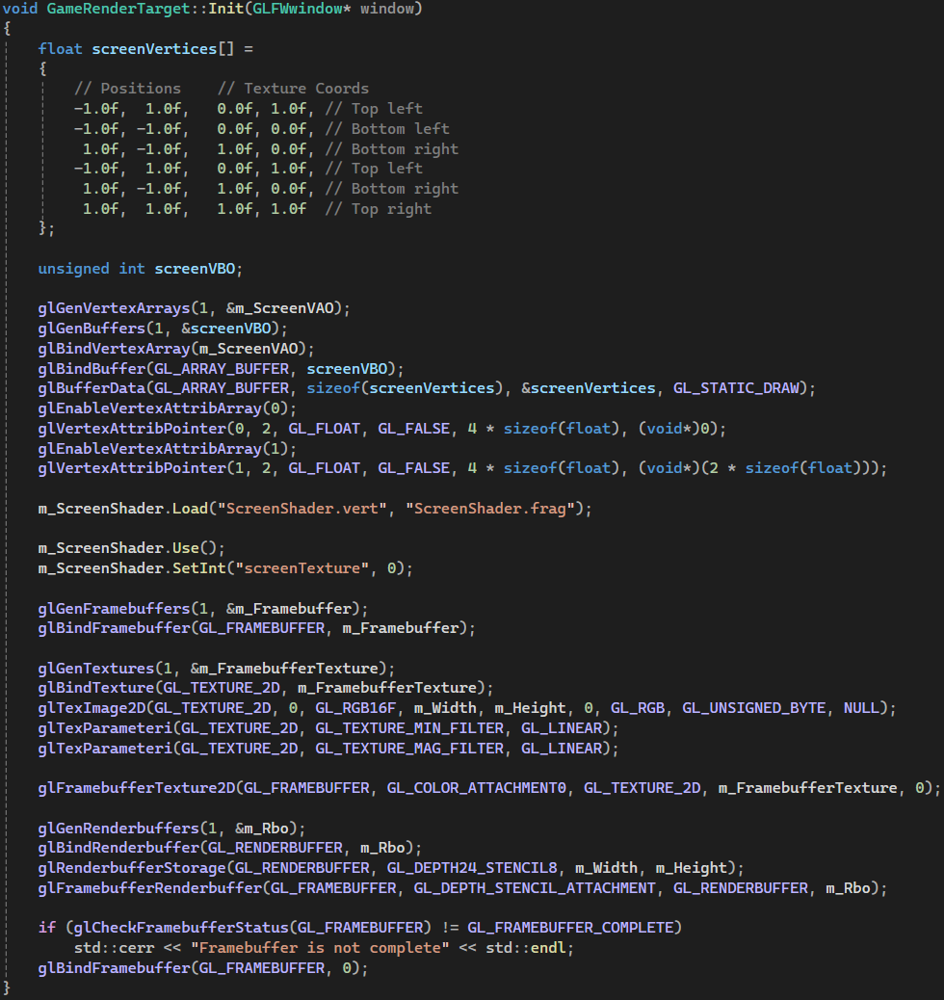 void GameRenderTarget::Init(GLFWwindow* window)
{
    float screenVertices[] =
    {
        // Positions    // Texture Coords
        -1.0f,  1.0f,   0.0f, 1.0f, // Top left
        -1.0f, -1.0f,   0.0f, 0.0f, // Bottom left
         1.0f, -1.0f,   1.0f, 0.0f, // Bottom right
        -1.0f,  1.0f,   0.0f, 1.0f, // Top left
         1.0f, -1.0f,   1.0f, 0.0f, // Bottom right
         1.0f,  1.0f,   1.0f, 1.0f  // Top right
    };

    unsigned int screenVBO;

    glGenVertexArrays(1, &m_ScreenVAO);
    glGenBuffers(1, &screenVBO);
    glBindVertexArray(m_ScreenVAO);
    glBindBuffer(GL_ARRAY_BUFFER, screenVBO);
    glBufferData(GL_ARRAY_BUFFER, sizeof(screenVertices), &screenVertices, GL_STATIC_DRAW);
    glEnableVertexAttribArray(0);
    glVertexAttribPointer(0, 2, GL_FLOAT, GL_FALSE, 4 * sizeof(float), (void*)0);
    glEnableVertexAttribArray(1);
    glVertexAttribPointer(1, 2, GL_FLOAT, GL_FALSE, 4 * sizeof(float), (void*)(2 * sizeof(float)));

    m_ScreenShader.Load("ScreenShader.vert", "ScreenShader.frag");

    m_ScreenShader.Use();
    m_ScreenShader.SetInt("screenTexture", 0);

    glGenFramebuffers(1, &m_Framebuffer);
    glBindFramebuffer(GL_FRAMEBUFFER, m_Framebuffer);

    glGenTextures(1, &m_FramebufferTexture);
    glBindTexture(GL_TEXTURE_2D, m_FramebufferTexture);
    glTexImage2D(GL_TEXTURE_2D, 0, GL_RGB16F, m_Width, m_Height, 0, GL_RGB, GL_UNSIGNED_BYTE, NULL);
    glTexParameteri(GL_TEXTURE_2D, GL_TEXTURE_MIN_FILTER, GL_LINEAR);
    glTexParameteri(GL_TEXTURE_2D, GL_TEXTURE_MAG_FILTER, GL_LINEAR);

    glFramebufferTexture2D(GL_FRAMEBUFFER, GL_COLOR_ATTACHMENT0, GL_TEXTURE_2D, m_FramebufferTexture, 0);

    glGenRenderbuffers(1, &m_Rbo);
    glBindRenderbuffer(GL_RENDERBUFFER, m_Rbo);
    glRenderbufferStorage(GL_RENDERBUFFER, GL_DEPTH24_STENCIL8, m_Width, m_Height);
    glFramebufferRenderbuffer(GL_FRAMEBUFFER, GL_DEPTH_STENCIL_ATTACHMENT, GL_RENDERBUFFER, m_Rbo);

    if (glCheckFramebufferStatus(GL_FRAMEBUFFER) != GL_FRAMEBUFFER_COMPLETE)
        std::cerr << "Framebuffer is not complete" << std::endl;
    glBindFramebuffer(GL_FRAMEBUFFER, 0);
}